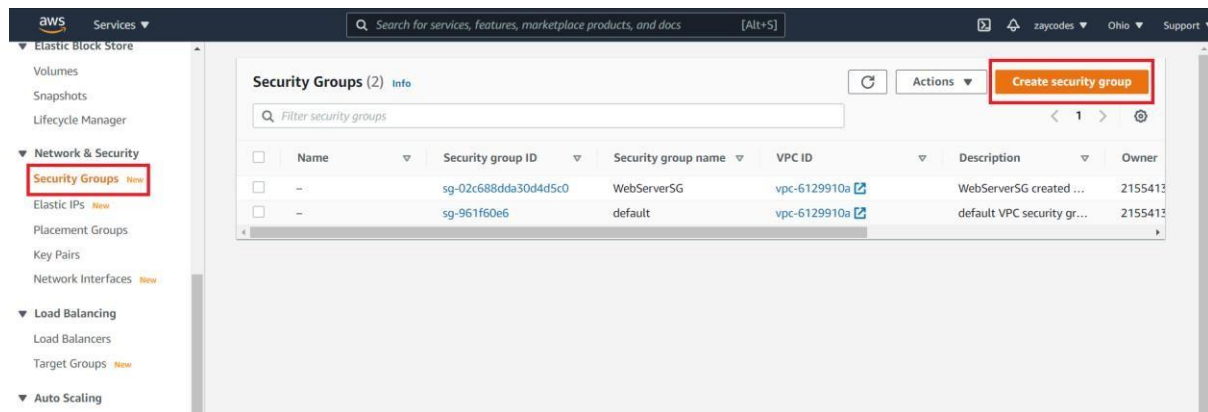 aws Services ▼ Search for services, features, marketplace products, and docs [Alt+S] zaycodes ▼ Ohio ▼ Support
▼ Elastic Block Store
Volumes
Snapshots
Lifecycle Manager
▼ Network & Security
Security Groups New
Elastic IPs New
Placement Groups
Key Pairs
Network Interfaces New
▼ Load Balancing
Load Balancers
Target Groups New
▼ Auto Scaling
Security Groups (2) Info Actions ▼ Create security group
Filter security groups < 1 >
Name Security group ID Security group name VPC ID Description Owner
– sg-02c688dda30d4d5c0 WebServerSG vpc-6129910a WebServerSG created ... 2155413
– sg-961f60e6 default vpc-6129910a default VPC security gr... 2155413